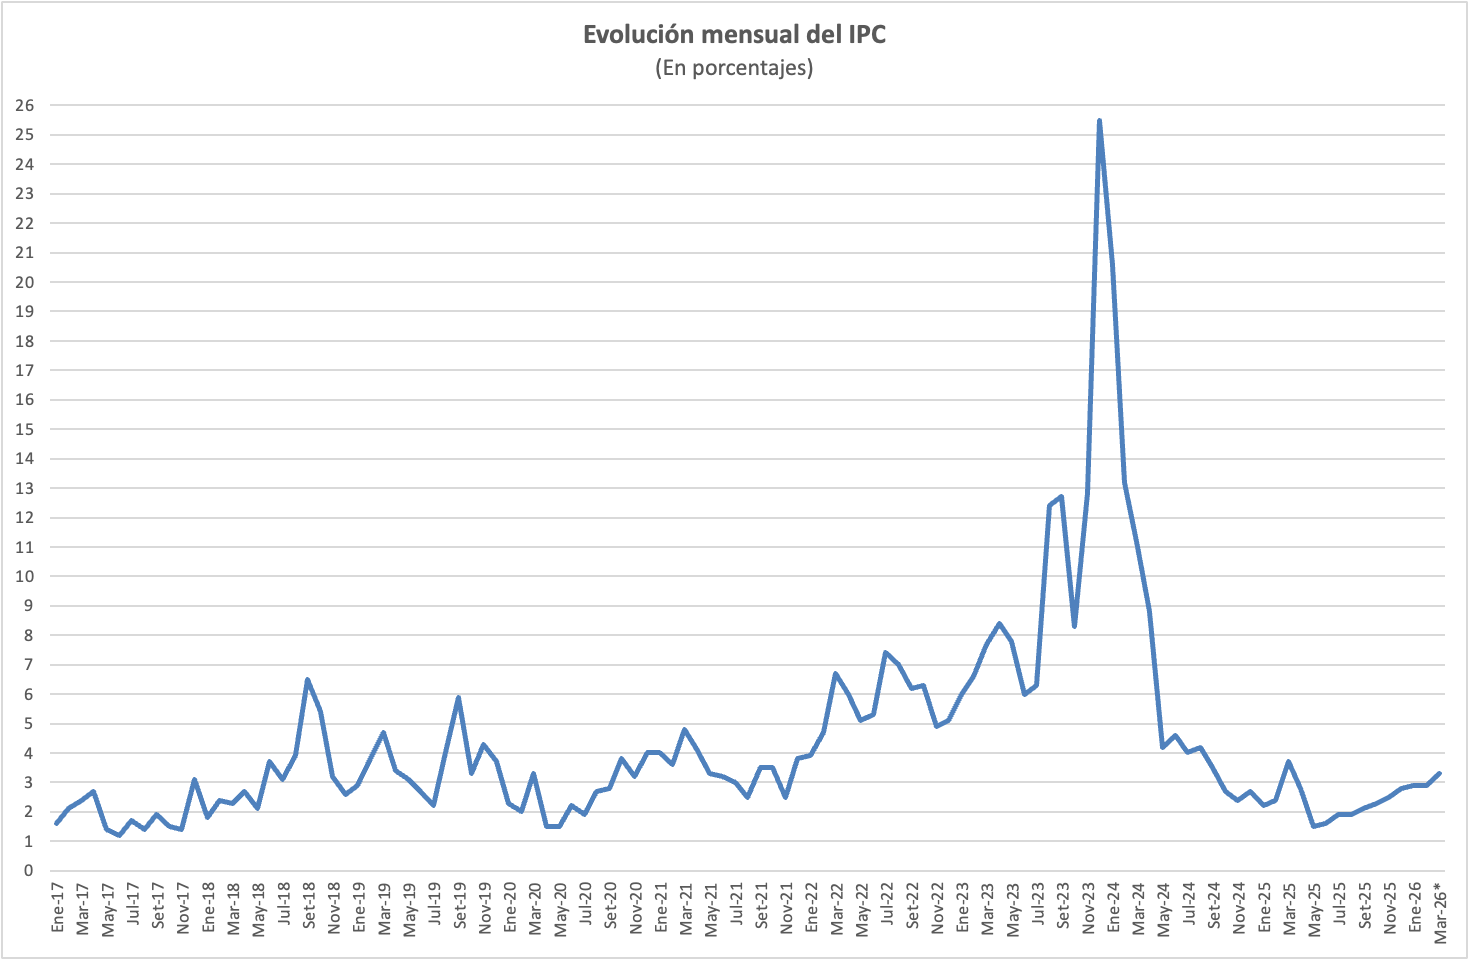 Evolución mensual del IPC
(En porcentajes)
26
25
24
23
22
21
20
19
18
17
16
15
14
13
12
11
10
9
8
7
6
5
4
3
2
1
0
Ene-17
Mar-17
May-17
Jul-17
Set-17
Nov-17
Ene-18
Mar-18
May-18
Jul-18
Set-18
Nov-18
Ene-19
Mar-19
May-19
Jul-19
Set-19
Nov-19
Ene-20
Mar-20
May-20
Jul-20
Set-20
Nov-20
Ene-21
Mar-21
May-21
Jul-21
Set-21
Nov-21
Ene-22
Mar-22
May-22
Jul-22
Set-22
Nov-22
Ene-23
Mar-23
May-23
Jul-23
Set-23
Nov-23
Ene-24
Mar-24
May-24
Jul-24
Set-24
Nov-24
Ene-25
Mar-25
May-25
Jul-25
Set-25
Nov-25
Ene-26
Mar-26*